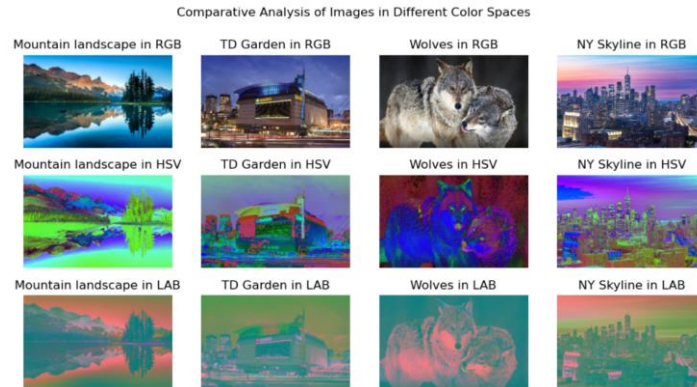 Comparative Analysis of Images in Different Color Spaces
Mountain landscape in RGB
TD Garden in RGB
Wolves in RGB
NY Skyline in RGB
Mountain landscape in HSV
TD Garden in HSV
Wolves in HSV
NY Skyline in HSV
Mountain landscape in LAB
TD Garden in LAB
Wolves in LAB
NY Skyline in LAB